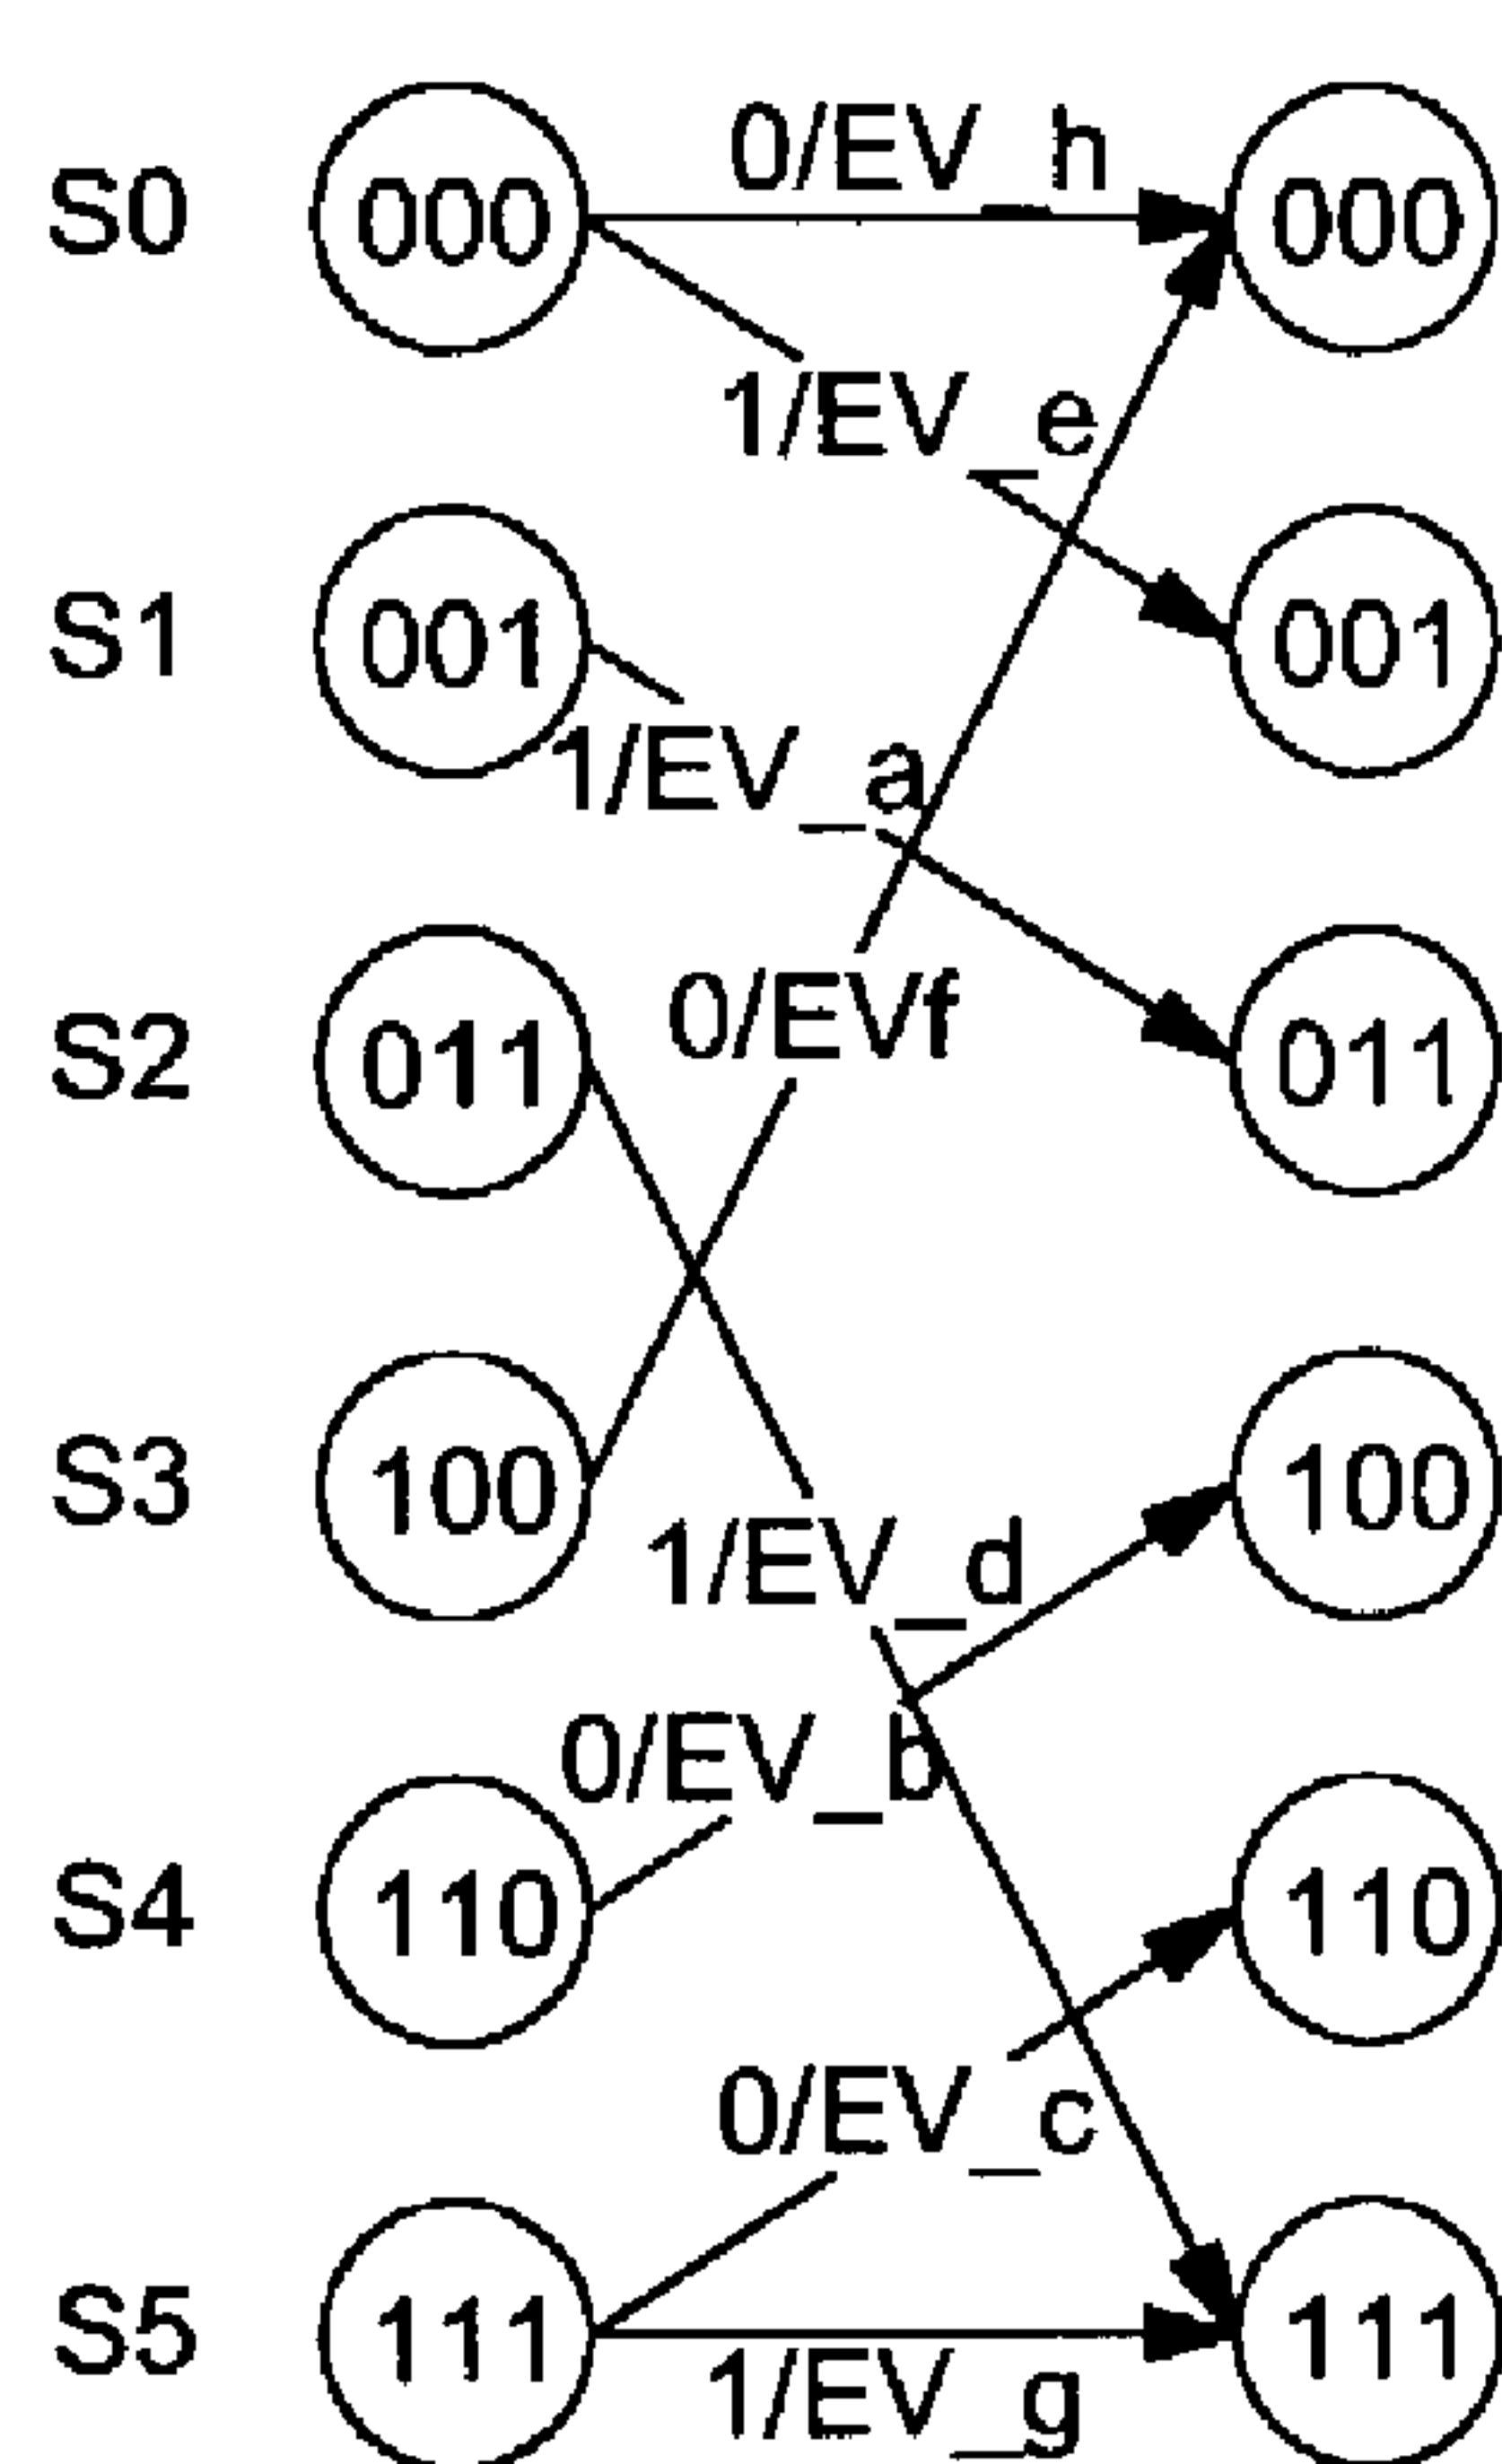 0/EV_h
S0 000 000
1/EV_e
S1 001 001
1/EV_a
0/EVf
S2 011 011
S3 100 100
1/EV_d
0/EV_b
S4 110 110
0/EV_c
S5 111 111
1/EV_g